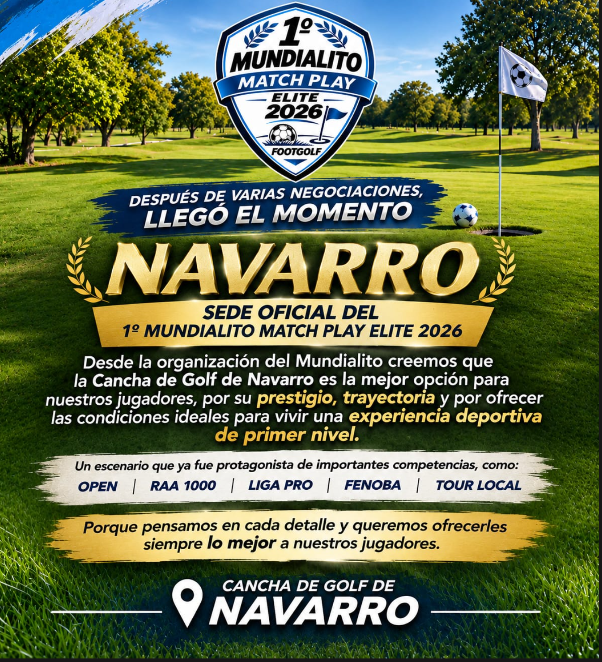 1º
MUNDIALITO
MATCH PLAY
ELITE
2026
FOOTGOLF
DESPUÉS DE VARIAS NEGOCIACIONES,
LLEGÓ EL MOMENTO
NAVARRO
SEDE OFICIAL DEL
1º MUNDIALITO MATCH PLAY ELITE 2026
Desde la organización del Mundialito creemos que
la Cancha de Golf de Navarro es la mejor opción para
nuestros jugadores, por su prestigio, trayectoria y por ofrecer
las condiciones ideales para vivir una experiencia deportiva
de primer nivel.
Un escenario que ya fue protagonista de importantes competencias, como:
OPEN | RAA 1000 | LIGA PRO | FENOBA | TOUR LOCAL
Porque pensamos en cada detalle y queremos ofrecerles
siempre lo mejor a nuestros jugadores.
CANCHA DE GOLF DE
NAVARRO